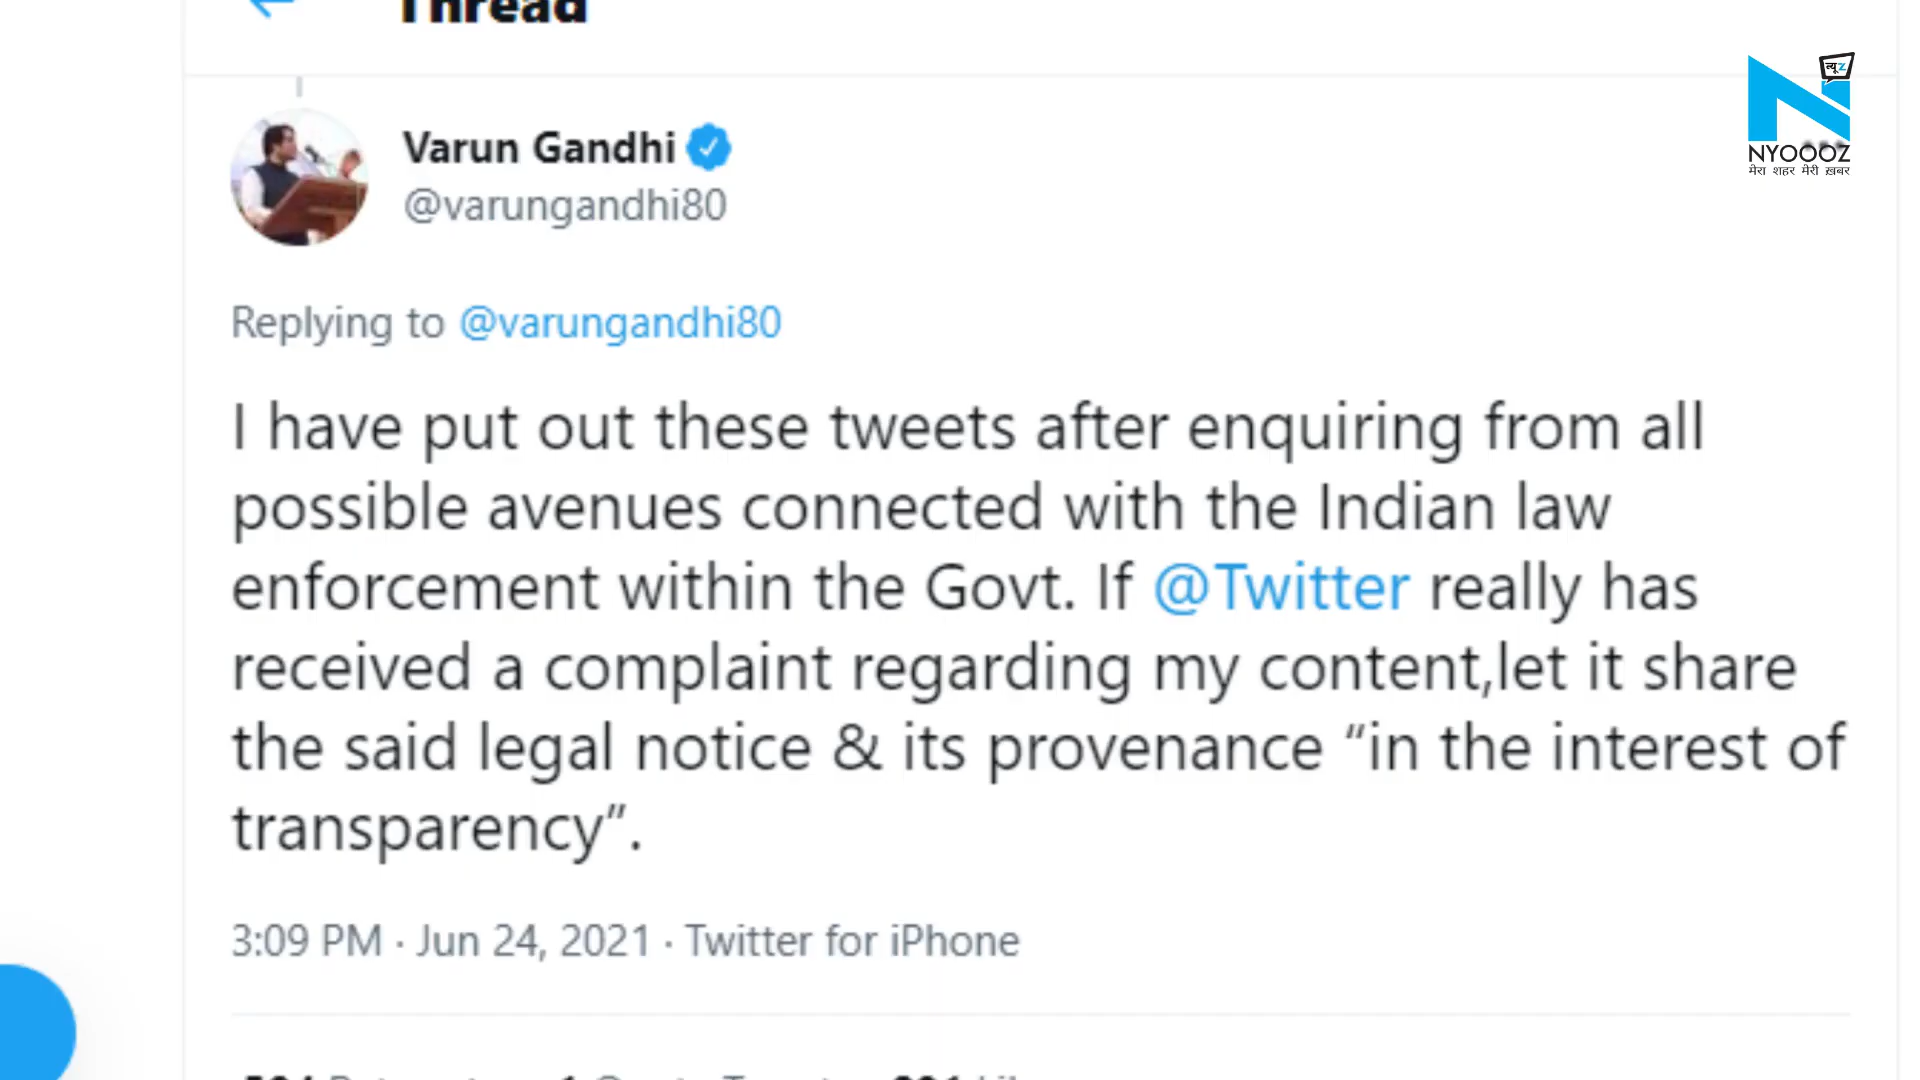 Thread
न्यूz
NYOOOZ
मेरा शहर मेरी ख़बर
Varun Gandhi
@varungandhi80
Replying to @varungandhi80
I have put out these tweets after enquiring from all
possible avenues connected with the Indian law
enforcement within the Govt. If @Twitter really has
received a complaint regarding my content,let it share
the said legal notice & its provenance “in the interest of
transparency”.
3:09 PM · Jun 24, 2021 · Twitter for iPhone